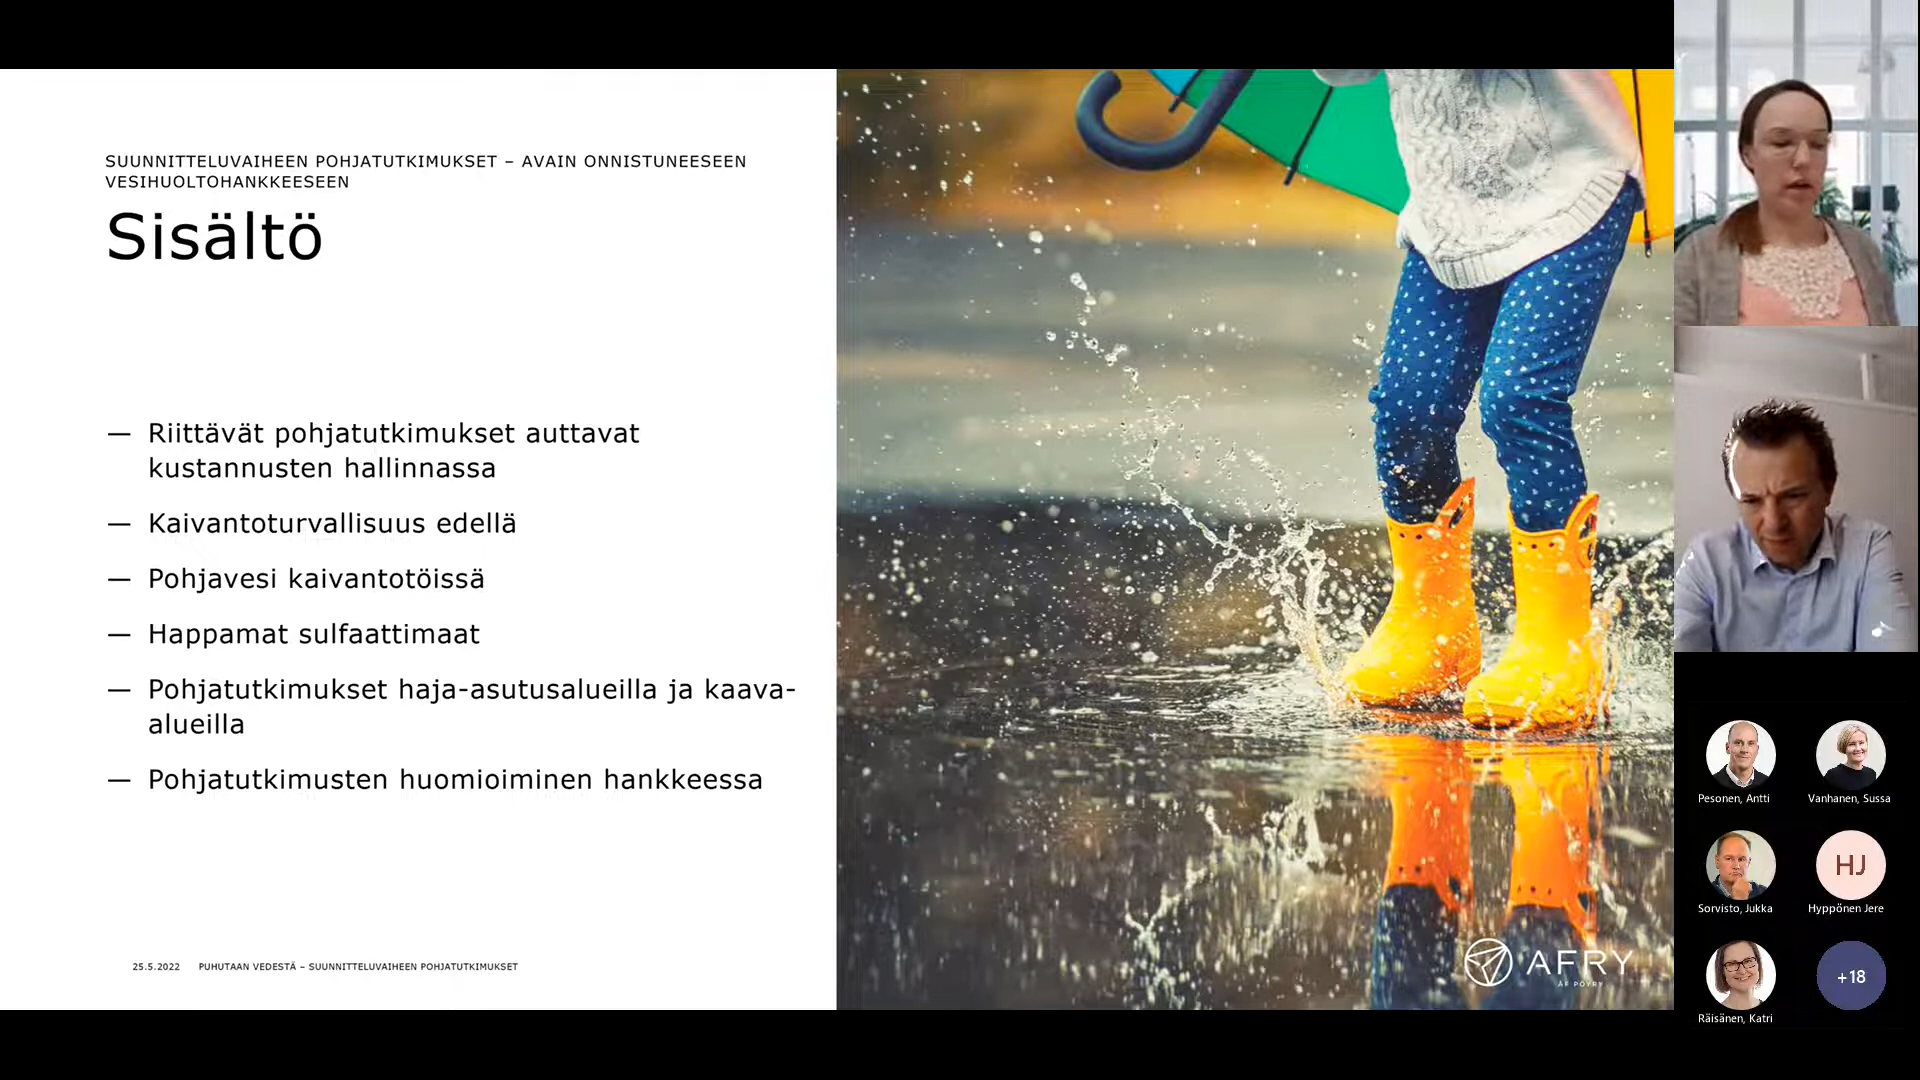 SUUNNITTELUVAIHEEN POHJATUTKIMUKSET – AVAIN ONNISTUNEESEEN
VESIHUOLTOHANKKEESEEN
Sisältö
— Riittävät pohjatutkimukset auttavat
kustannusten hallinnassa
— Kaivantoturvallisuus edellä
— Pohjavesi kaivantotöissä
— Happamat sulfaattimaat
— Pohjatutkimukset haja-asutusalueilla ja kaava-
alueilla
— Pohjatutkimusten huomioiminen hankkeessa
25.5.2022 PUHUTAAN VEDESTÄ – SUUNNITTELUVAIHEEN POHJATUTKIMUKSET
AFRY
ÅF PÖYRY
Pesonen, Antti
Vanhanen, Sussa
Sorvisto, Jukka
HJ
Hyppönen Jere
Räisänen, Katri
+18